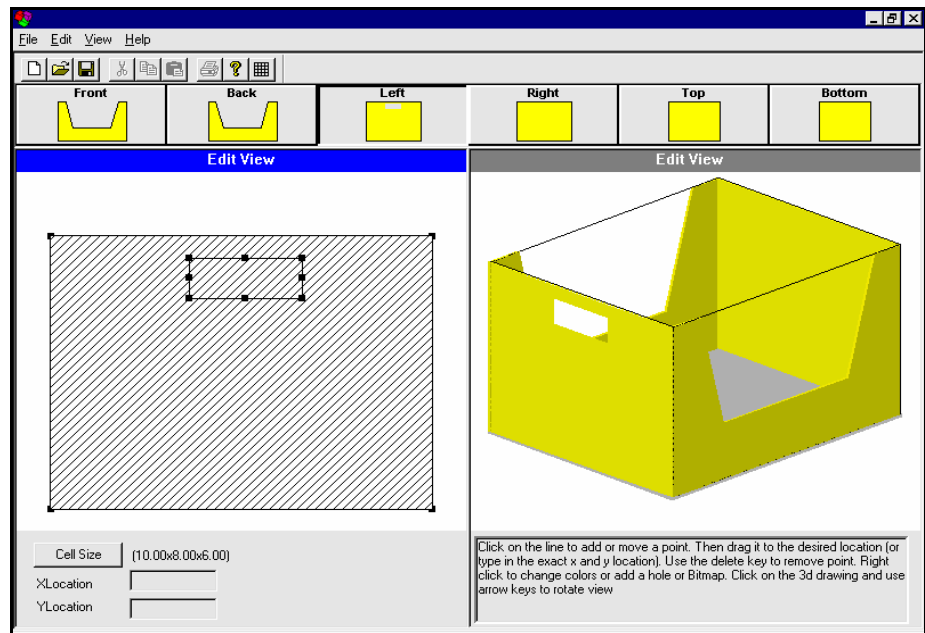 File Edit View Help
Front Back Left Right Top Bottom
Edit View Edit View
Cell Size (10.00x8.00x6.00)
XLocation
YLocation
Click on the line to add or move a point. Then drag it to the desired location (or
type in the exact x and y location). Use the delete key to remove point. Right
click to change colors or add a hole or Bitmap. Click on the 3d drawing and use
arrow keys to rotate view